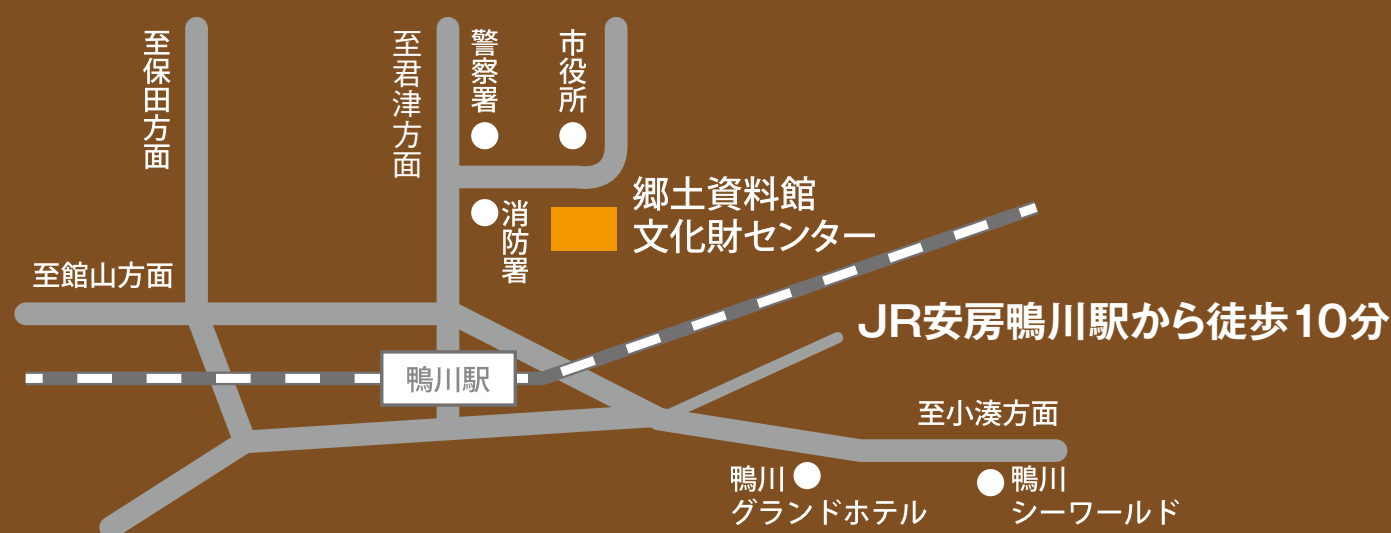 至保田方面
至君津方面
警察署
市役所
消防署
郷土資料館
文化財センター
至館山方面
JR安房鴨川駅から徒歩10分
鴨川駅
至小湊方面
鴨川
グランドホテル
鴨川
シーワールド